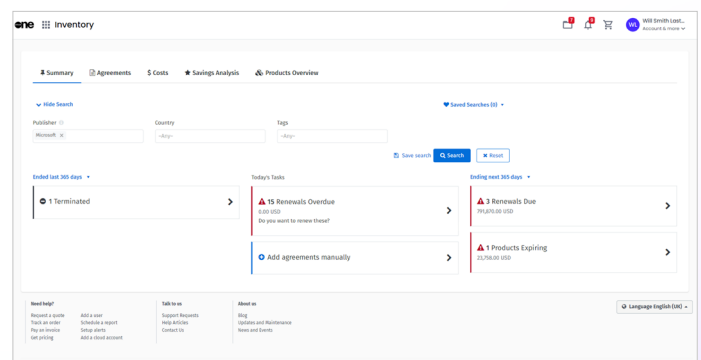 one Inventory
7
8
WL
Will Smith Last...
Account & more
Summary
Agreements
$ Costs
Savings Analysis
Products Overview
Hide Search
Saved Searches (0)
Publisher
Country
Tags
Microsoft x
-Any-
-Any-
Save search
Search
Reset
Ended last 365 days
Today's Tasks
Ending next 365 days
1 Terminated
15 Renewals Overdue
0.00 USD
Do you want to renew these?
Add agreements manually
3 Renewals Due
791,870.00 USD
1 Products Expiring
23,758.00 USD
Need help?
Request a quote
Track an order
Pay an invoice
Get pricing
Add a user
Schedule a report
Setup alerts
Add a cloud account
Talk to us
Support Requests
Help Articles
Contact Us
About us
Blog
Updates and Maintenance
News and Events
Language English (UK)